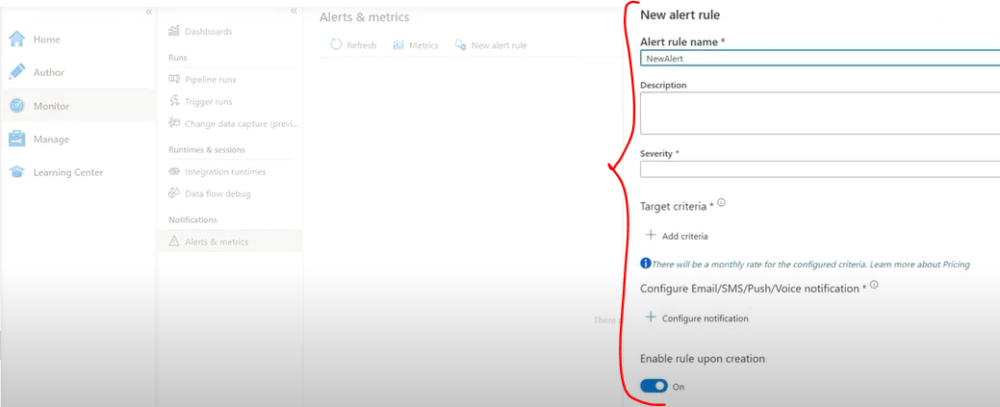 Home
Author
Monitor
Manage
Learning Center
Dashboards
Runs
Pipeline runs
Trigger runs
Change data capture (previ...
Runtimes & sessions
Integration runtimes
Data flow debug
Notifications
Alerts & metrics
Alerts & metrics
Refresh
Metrics
New alert rule
There
New alert rule
Alert rule name *
NewAlert
Description
Severity *
Target criteria *
Add criteria
There will be a monthly rate for the configured criteria. Learn more about Pricing
Configure Email/SMS/Push/Voice notification *
Configure notification
Enable rule upon creation
On